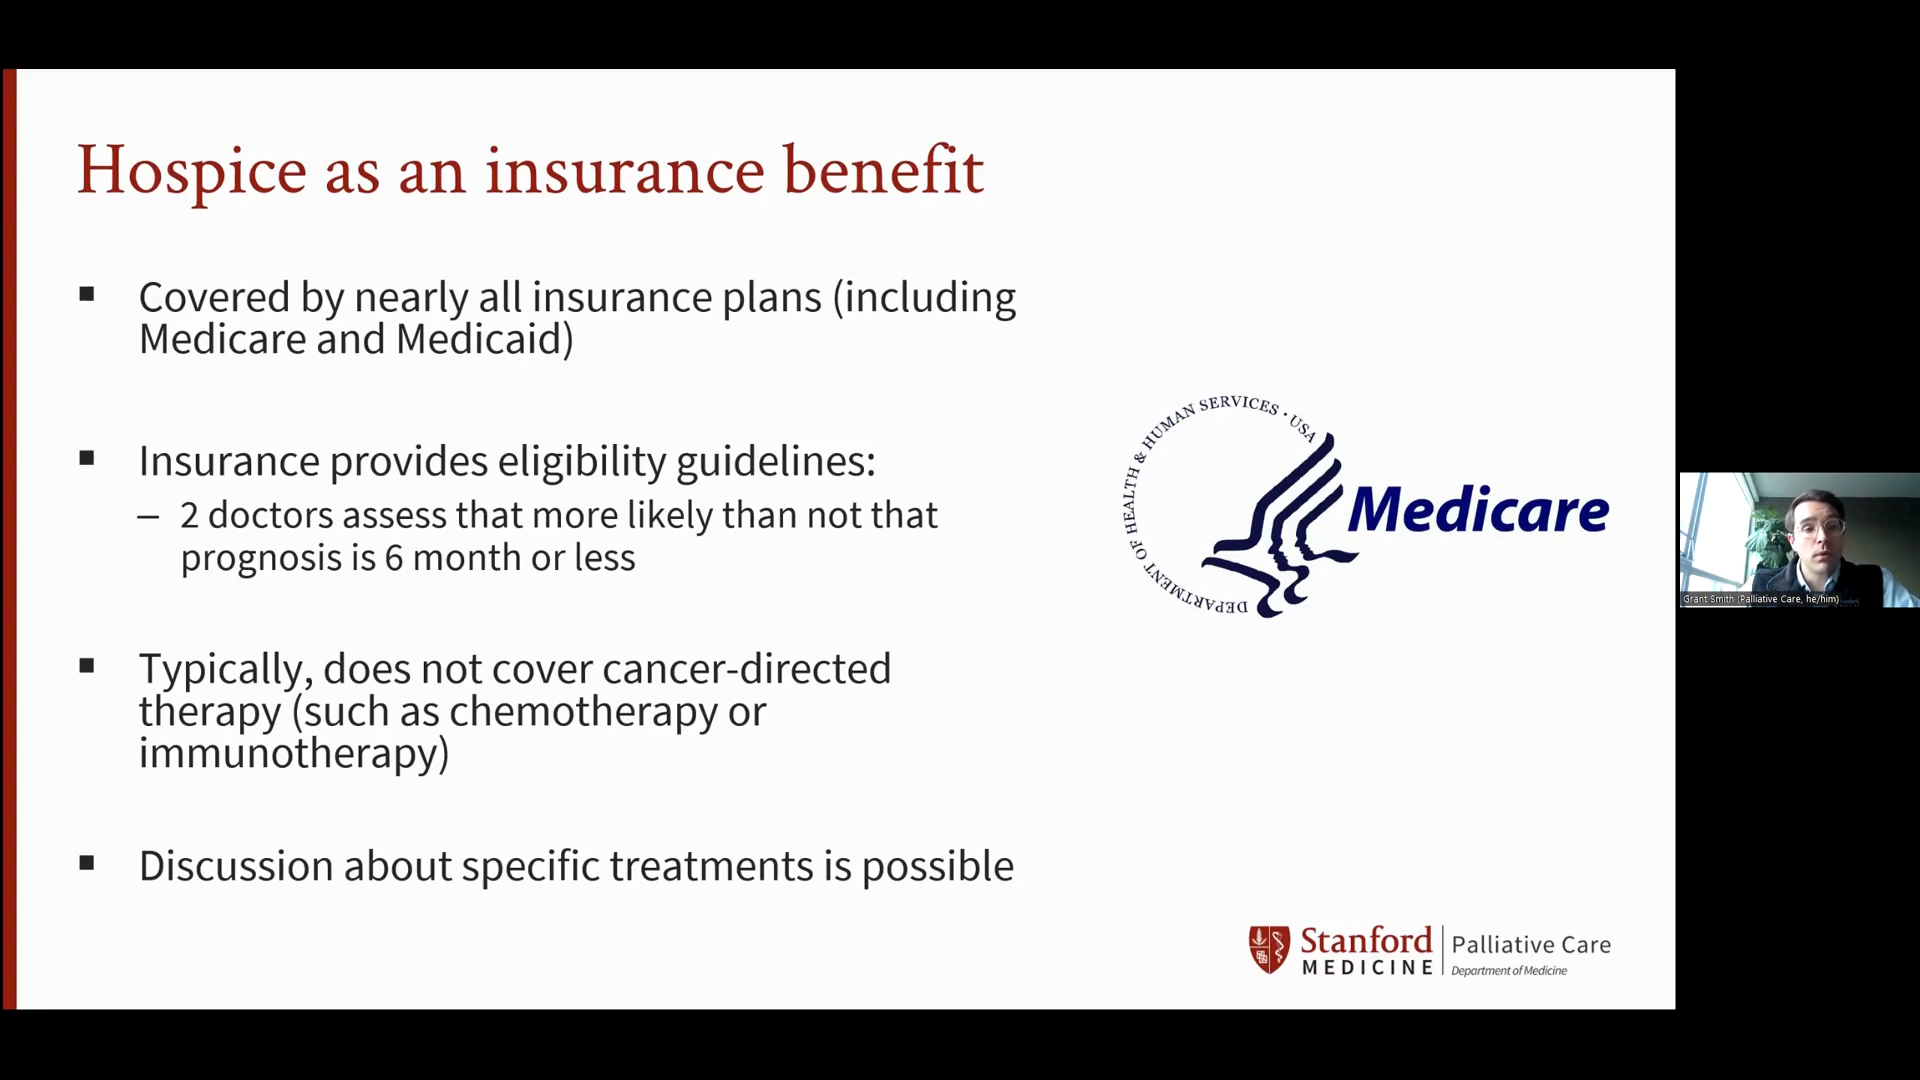 Hospice as an insurance benefit
▪ Covered by nearly all insurance plans (including
Medicare and Medicaid)
▪ Insurance provides eligibility guidelines:
– 2 doctors assess that more likely than not that
prognosis is 6 month or less
▪ Typically, does not cover cancer-directed
therapy (such as chemotherapy or
immunotherapy)
▪ Discussion about specific treatments is possible
DEPARTMENT OF HEALTH & HUMAN SERVICES · USA
Medicare
Stanford
MEDICINE
Palliative Care
Department of Medicine
Grant Smith (Palliative Care, he/him)